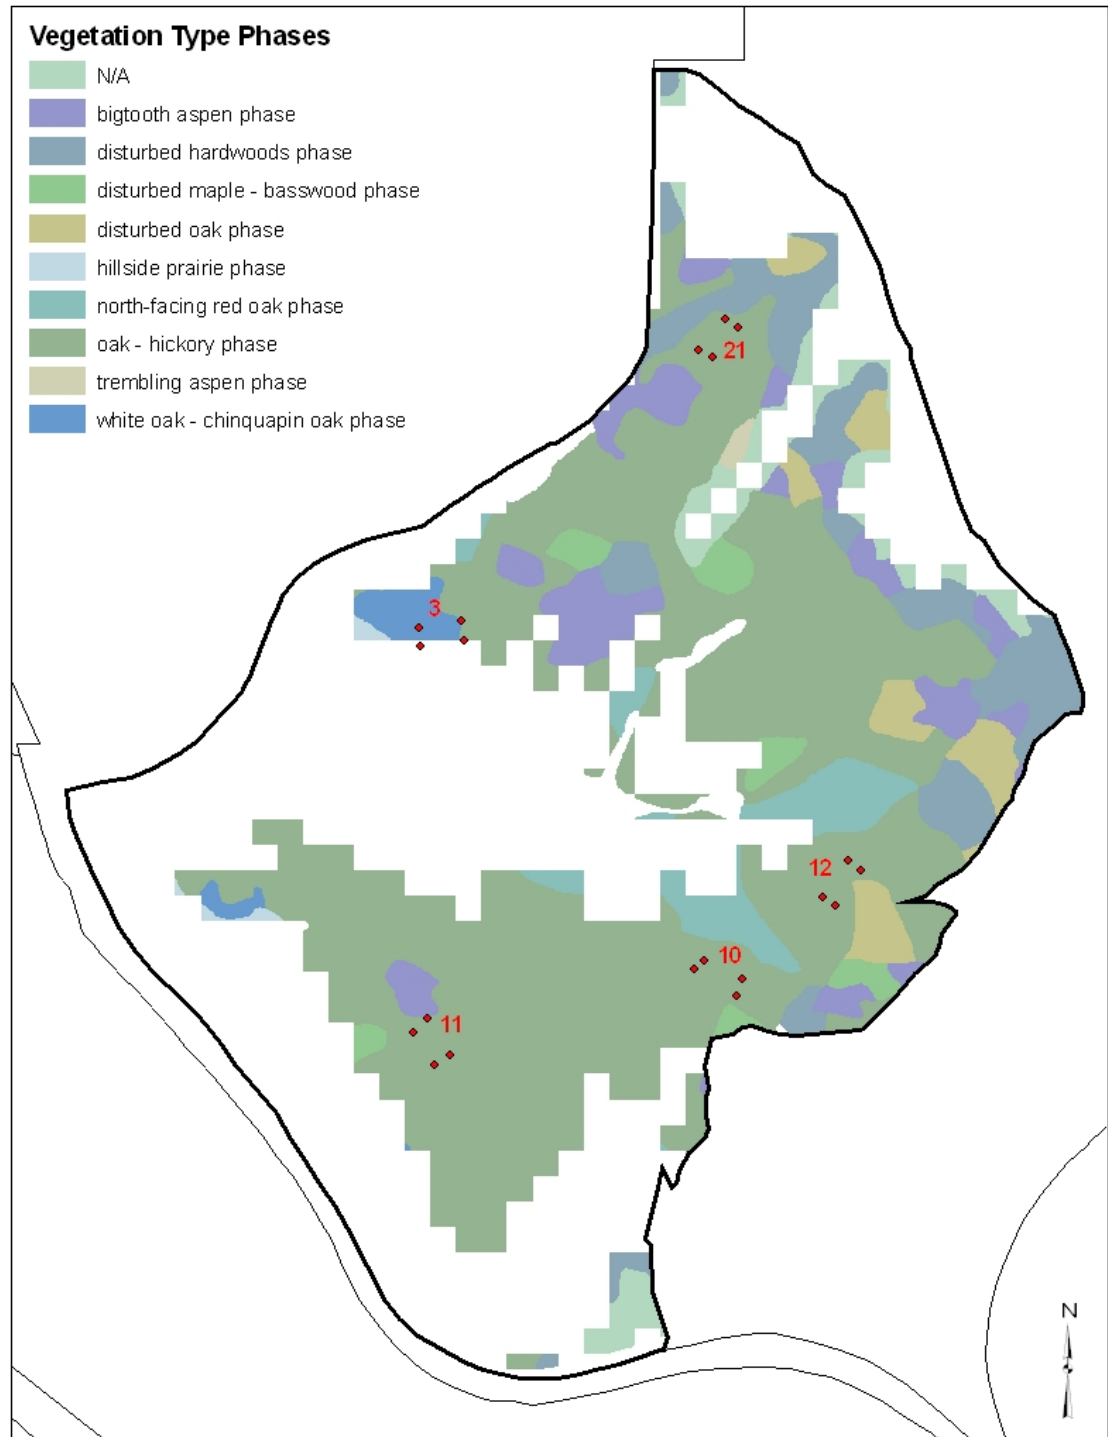 Vegetation Type Phases
N/A
bigtooth aspen phase
disturbed hardwoods phase
disturbed maple - basswood phase
disturbed oak phase
hillside prairie phase
north-facing red oak phase
oak - hickory phase
trembling aspen phase
white oak - chinquapin oak phase
21
3
12
10
11
N